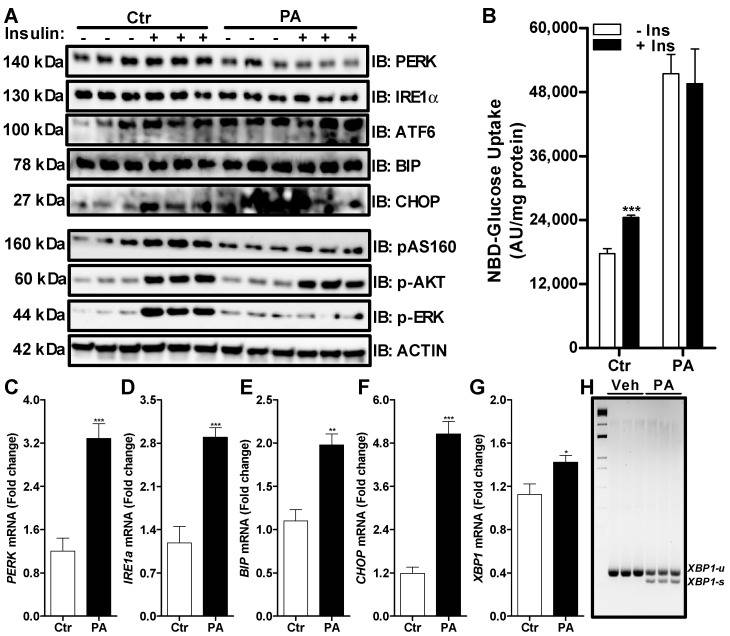 A
Ctr
PA
Insulin: - - - + + + - - - + + +
140 kDa IB: PERK
130 kDa IB: IRE1α
100 kDa IB: ATF6
78 kDa IB: BIP
27 kDa IB: CHOP
160 kDa IB: pAS160
60 kDa IB: p-AKT
44 kDa IB: p-ERK
42 kDa IB: ACTIN
B
NBD-Glucose Uptake
(AU/mg protein)
60,000
48,000
36,000
24,000
12,000
0
- Ins
+ Ins
***
Ctr PA
C
PERK mRNA (Fold change)
4.0
3.2
2.4
1.6
0.8
0.0
***
Ctr PA
D
IRE1a mRNA (Fold change)
3.5
2.8
2.1
1.4
0.7
0.0
***
Ctr PA
E
BIP mRNA (Fold change)
2.5
2.0
1.5
1.0
0.5
0.0
**
Ctr PA
F
CHOP mRNA (Fold change)
6.0
4.8
3.6
2.4
1.2
0.0
***
Ctr PA
G
XBP1 mRNA (Fold change)
2.0
1.6
1.2
0.8
0.4
0.0
*
Ctr PA
H
Veh PA
XBP1-u
XBP1-s